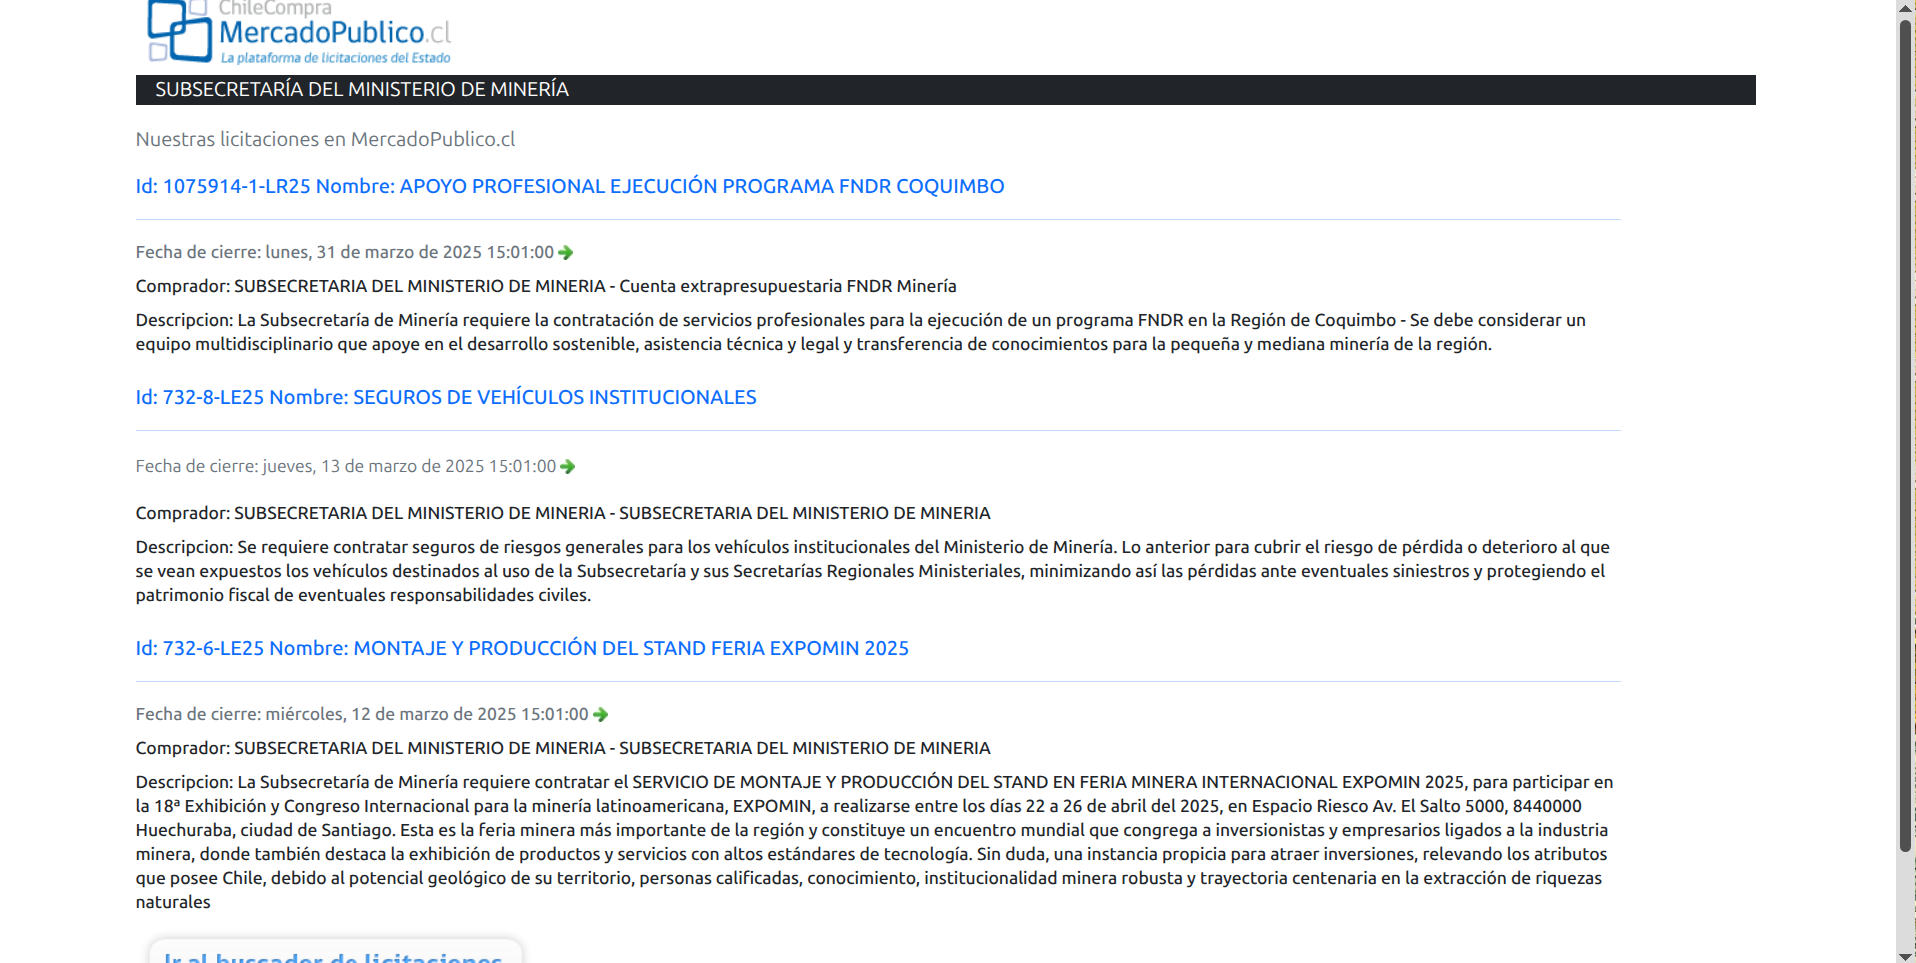 ChileCompra
MercadoPublico.cl
La plataforma de licitaciones del Estado
SUBSECRETARÍA DEL MINISTERIO DE MINERÍA
Nuestras licitaciones en MercadoPublico.cl
Id: 1075914-1-LR25 Nombre: APOYO PROFESIONAL EJECUCIÓN PROGRAMA FNDR COQUIMBO
Fecha de cierre: lunes, 31 de marzo de 2025 15:01:00
Comprador: SUBSECRETARIA DEL MINISTERIO DE MINERIA - Cuenta extrapresupuestaria FNDR Minería
Descripcion: La Subsecretaría de Minería requiere la contratación de servicios profesionales para la ejecución de un programa FNDR en la Región de Coquimbo - Se debe considerar un
equipo multidisciplinario que apoye en el desarrollo sostenible, asistencia técnica y legal y transferencia de conocimientos para la pequeña y mediana minería de la región.
Id: 732-8-LE25 Nombre: SEGUROS DE VEHÍCULOS INSTITUCIONALES
Fecha de cierre: jueves, 13 de marzo de 2025 15:01:00
Comprador: SUBSECRETARIA DEL MINISTERIO DE MINERIA - SUBSECRETARIA DEL MINISTERIO DE MINERIA
Descripcion: Se requiere contratar seguros de riesgos generales para los vehículos institucionales del Ministerio de Minería. Lo anterior para cubrir el riesgo de pérdida o deterioro al que
se vean expuestos los vehículos destinados al uso de la Subsecretaría y sus Secretarías Regionales Ministeriales, minimizando así las pérdidas ante eventuales siniestros y protegiendo el
patrimonio fiscal de eventuales responsabilidades civiles.
Id: 732-6-LE25 Nombre: MONTAJE Y PRODUCCIÓN DEL STAND FERIA EXPOMIN 2025
Fecha de cierre: miércoles, 12 de marzo de 2025 15:01:00
Comprador: SUBSECRETARIA DEL MINISTERIO DE MINERIA - SUBSECRETARIA DEL MINISTERIO DE MINERIA
Descripcion: La Subsecretaría de Minería requiere contratar el SERVICIO DE MONTAJE Y PRODUCCIÓN DEL STAND EN FERIA MINERA INTERNACIONAL EXPOMIN 2025, para participar en
la 18ª Exhibición y Congreso Internacional para la minería latinoamericana, EXPOMIN, a realizarse entre los días 22 a 26 de abril del 2025, en Espacio Riesco Av. El Salto 5000, 8440000
Huechuraba, ciudad de Santiago. Esta es la feria minera más importante de la región y constituye un encuentro mundial que congrega a inversionistas y empresarios ligados a la industria
minera, donde también destaca la exhibición de productos y servicios con altos estándares de tecnología. Sin duda, una instancia propicia para atraer inversiones, relevando los atributos
que posee Chile, debido al potencial geológico de su territorio, personas calificadas, conocimiento, institucionalidad minera robusta y trayectoria centenaria en la extracción de riquezas
naturales
Ir al buscador de licitaciones